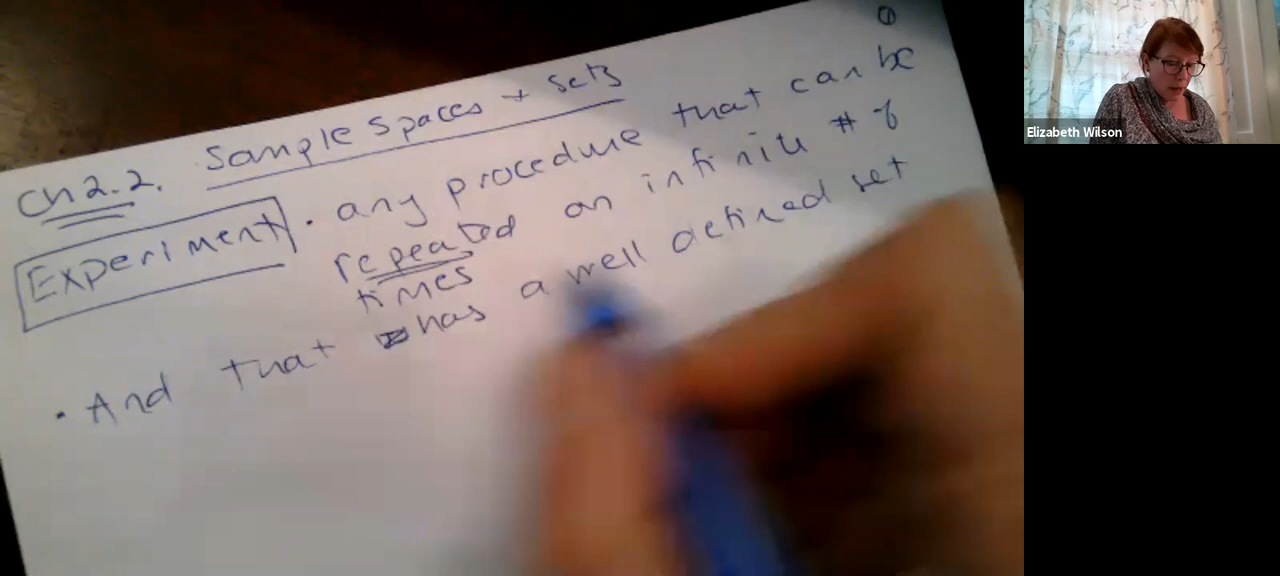 ①
Ch 2.2. Sample Spaces + Sets
Experiment • any procedure that can be
repeated an infinite # of
times
• And that has a well defined set
Elizabeth Wilson